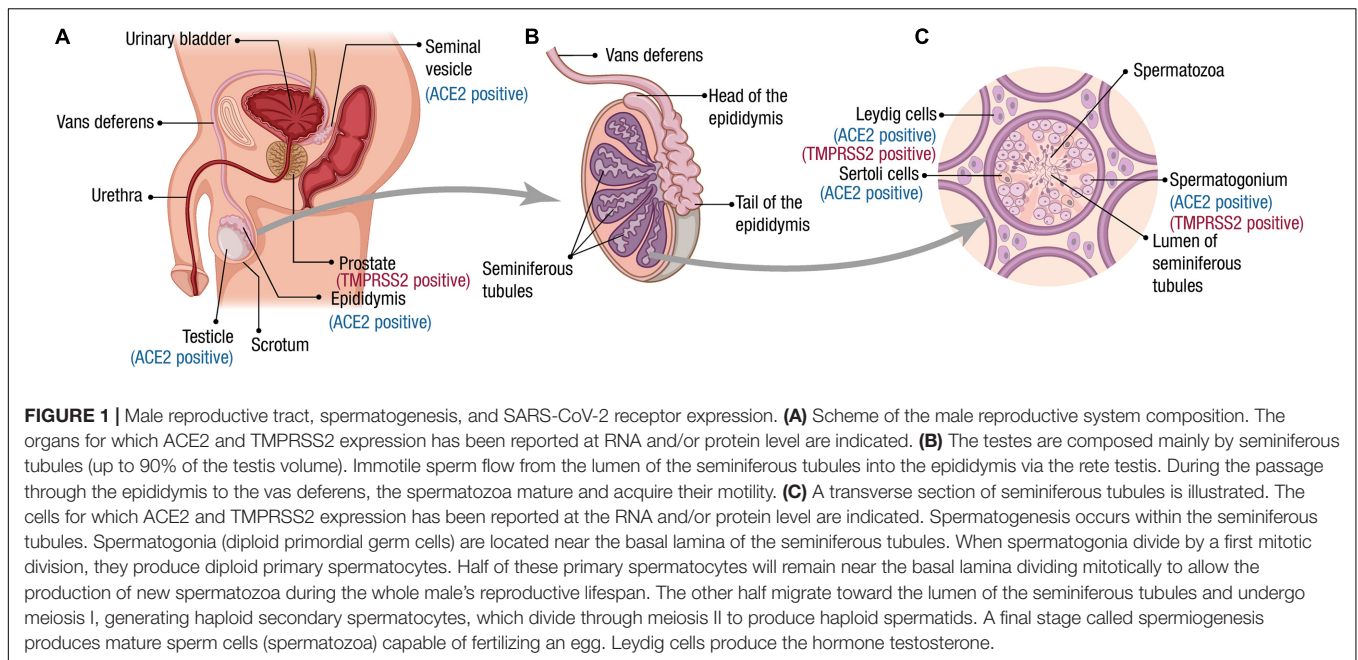 A
Urinary bladder
Seminal
vesicle
(ACE2 positive)
Vans deferens
Urethra
Prostate
(TMPRSS2 positive)
Epididymis
(ACE2 positive)
Testicle
(ACE2 positive)
Scrotum
B
Vans deferens
Head of the
epididymis
Tail of the
epididymis
Seminiferous
tubules
C
Spermatozoa
Leydig cells
(ACE2 positive)
(TMPRSS2 positive)
Sertoli cells
(ACE2 positive)
Spermatogonium
(ACE2 positive)
(TMPRSS2 positive)
Lumen of
seminiferous
tubules
FIGURE 1 | Male reproductive tract, spermatogenesis, and SARS-CoV-2 receptor expression. (A) Scheme of the male reproductive system composition. The
organs for which ACE2 and TMPRSS2 expression has been reported at RNA and/or protein level are indicated. (B) The testes are composed mainly by seminiferous
tubules (up to 90% of the testis volume). Immotile sperm flow from the lumen of the seminiferous tubules into the epididymis via the rete testis. During the passage
through the epididymis to the vas deferens, the spermatozoa mature and acquire their motility. (C) A transverse section of seminiferous tubules is illustrated. The
cells for which ACE2 and TMPRSS2 expression has been reported at the RNA and/or protein level are indicated. Spermatogenesis occurs within the seminiferous
tubules. Spermatogonia (diploid primordial germ cells) are located near the basal lamina of the seminiferous tubules. When spermatogonia divide by a first mitotic
division, they produce diploid primary spermatocytes. Half of these primary spermatocytes will remain near the basal lamina dividing mitotically to allow the
production of new spermatozoa during the whole male's reproductive lifespan. The other half migrate toward the lumen of the seminiferous tubules and undergo
meiosis I, generating haploid secondary spermatocytes, which divide through meiosis II to produce haploid spermatids. A final stage called spermiogenesis
produces mature sperm cells (spermatozoa) capable of fertilizing an egg. Leydig cells produce the hormone testosterone.